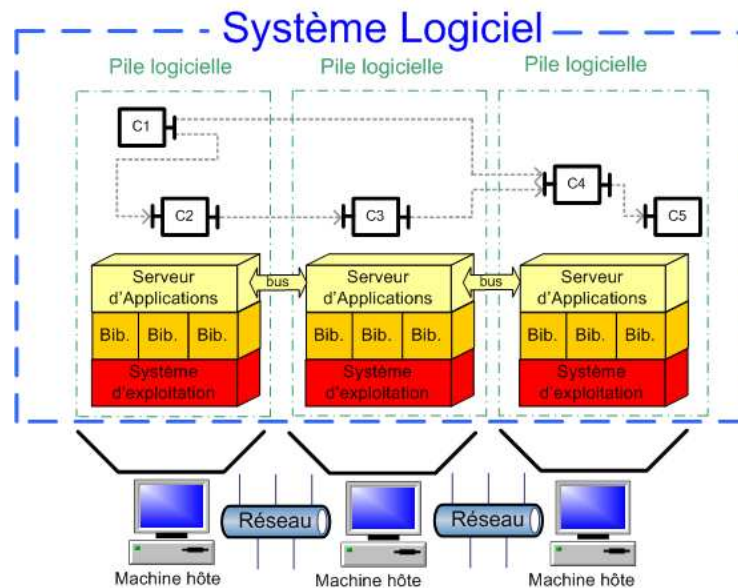 Système Logiciel
Pile logicielle
Pile logicielle
Pile logicielle
C1
C2
C3
C4
C5
Serveur
d'Applications
bus
Serveur
d'Applications
bus
Serveur
d'Applications
Bib. Bib. Bib.
Bib. Bib. Bib.
Bib. Bib. Bib.
Système
d'exploitation
Système
d'exploitation
Système
d'exploitation
Réseau
Réseau
Machine hôte
Machine hôte
Machine hôte